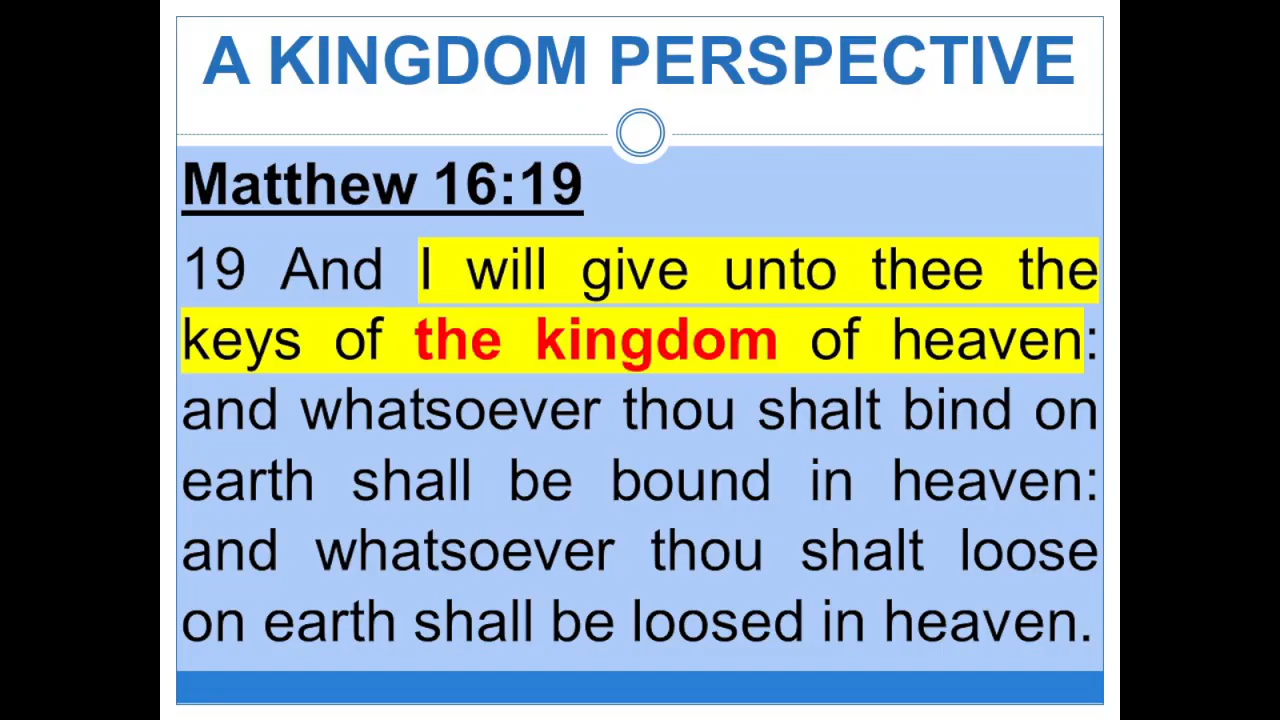 A KINGDOM PERSPECTIVE
Matthew 16:19
19 And I will give unto thee the
keys of the kingdom of heaven:
and whatsoever thou shalt bind on
earth shall be bound in heaven:
and whatsoever thou shalt loose
on earth shall be loosed in heaven.